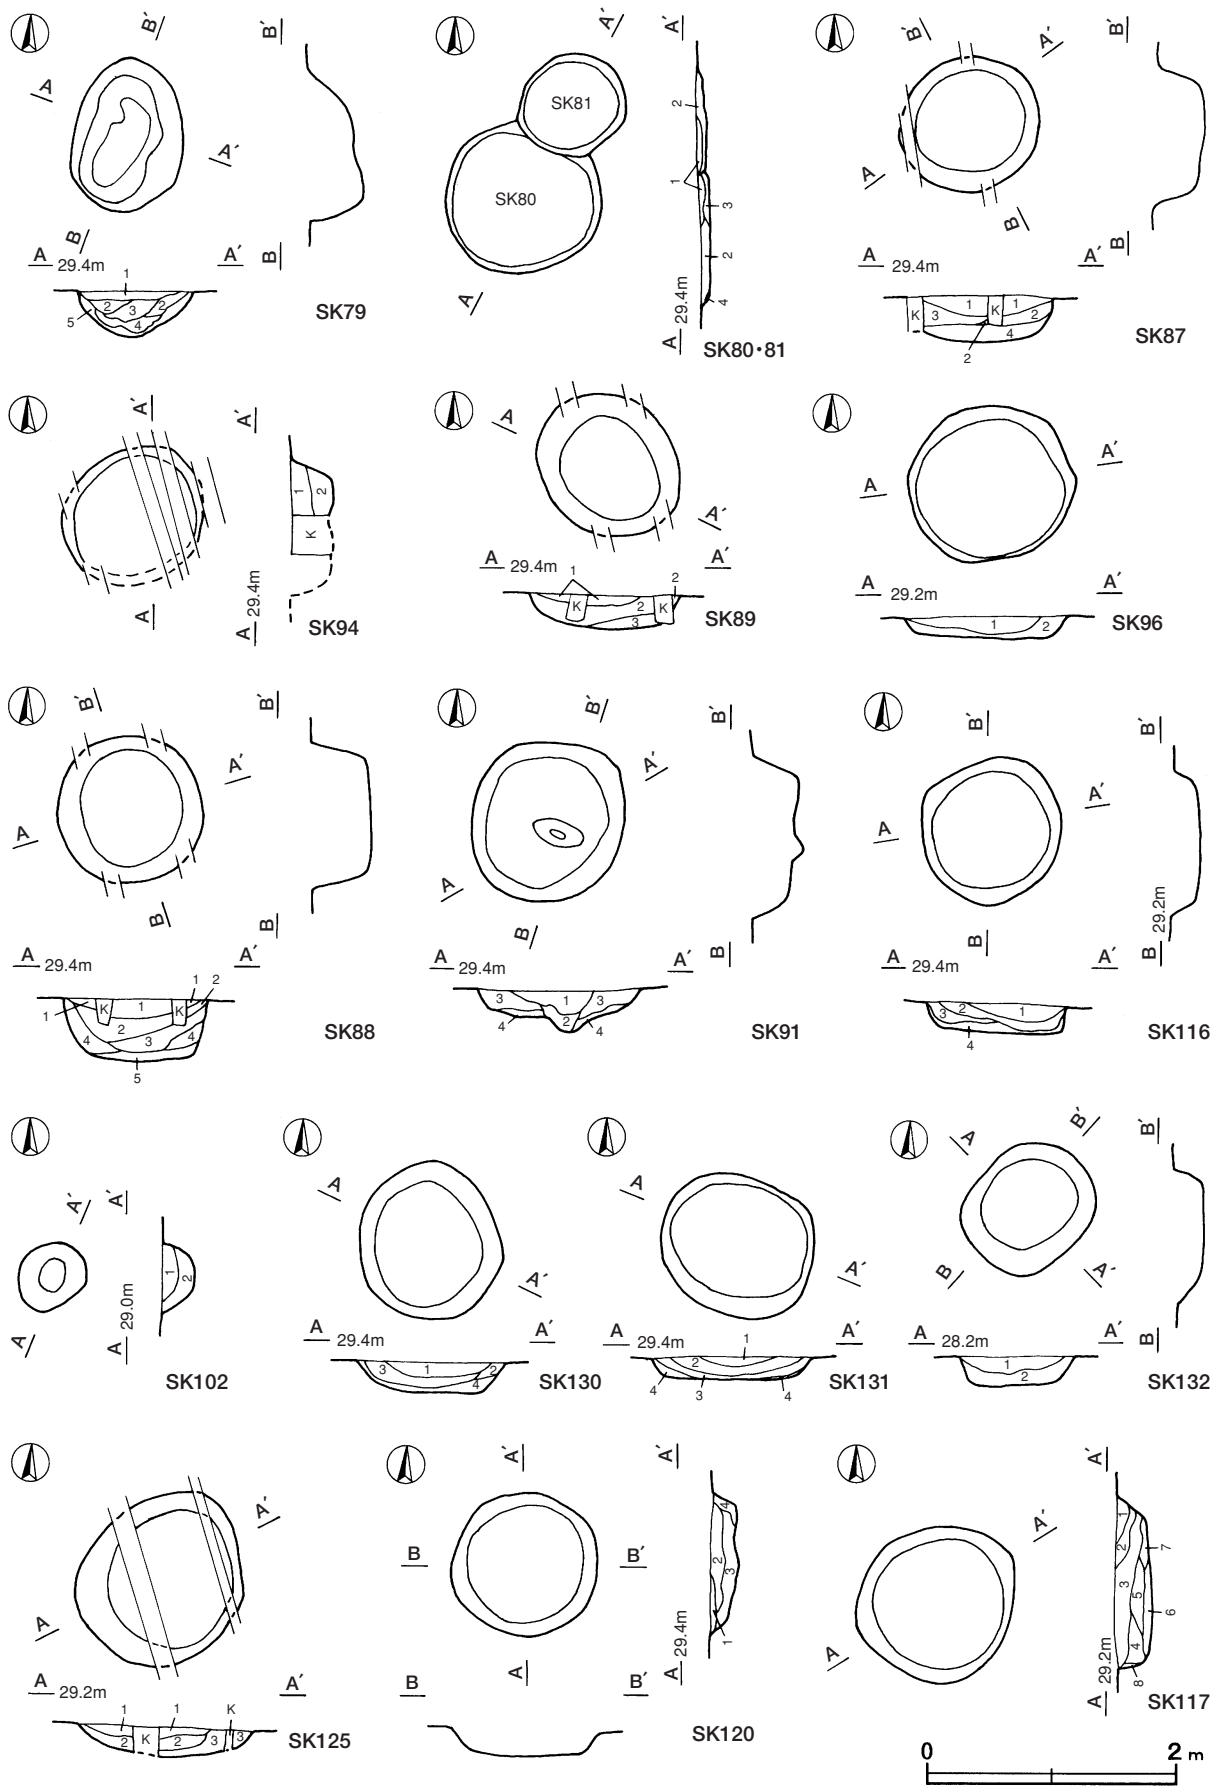 B′
A
A′
B
B′
B
A 29.4m A′
1
2 3 2
5 4
SK79
A′
SK81
SK80
A
A′
2
1
3
2
4
A 29.4m
SK80・81
B′
A′
A
B
B′
B
A 29.4m A′
K 3 1 K 1 2
4
2
SK87
A′
A
A′
1 2
K
A 29.4m
SK94
A
A′
A 29.4m A′
1 2
K 2 K
3
SK89
A′
A
A 29.2m A′
1 2
SK96
B′
A′
A
B
B′
B
A 29.4m A′
1 2
1 K 1 K
2
4 3 4
5
SK88
B′
A′
A
B
B′
B
A 29.4m A′
3 1 3
4 2 4
SK91
B′
A′
A
B
B′
29.2m
B
A 29.4m A′
3 2 1
4
SK116
A′
A
A′
1 2
A 29.0m
SK102
A
A′
A 29.4m A′
3 1 2
4
SK130
A
A′
A 29.4m A′
1
2
4 3 4
SK131
A
B′
B
A′
B′
B
A 28.2m A′
1
2
SK132
A′
A
A 29.2m A′
1 1 K
2 K 2 3 3
SK125
A′
B B′
A
A′
4
2 3
1
A 29.4m
B B′
SK120
A′
A
A′
1
2 7
3 5
6
4
8
A 29.2m
SK117
0 2 m